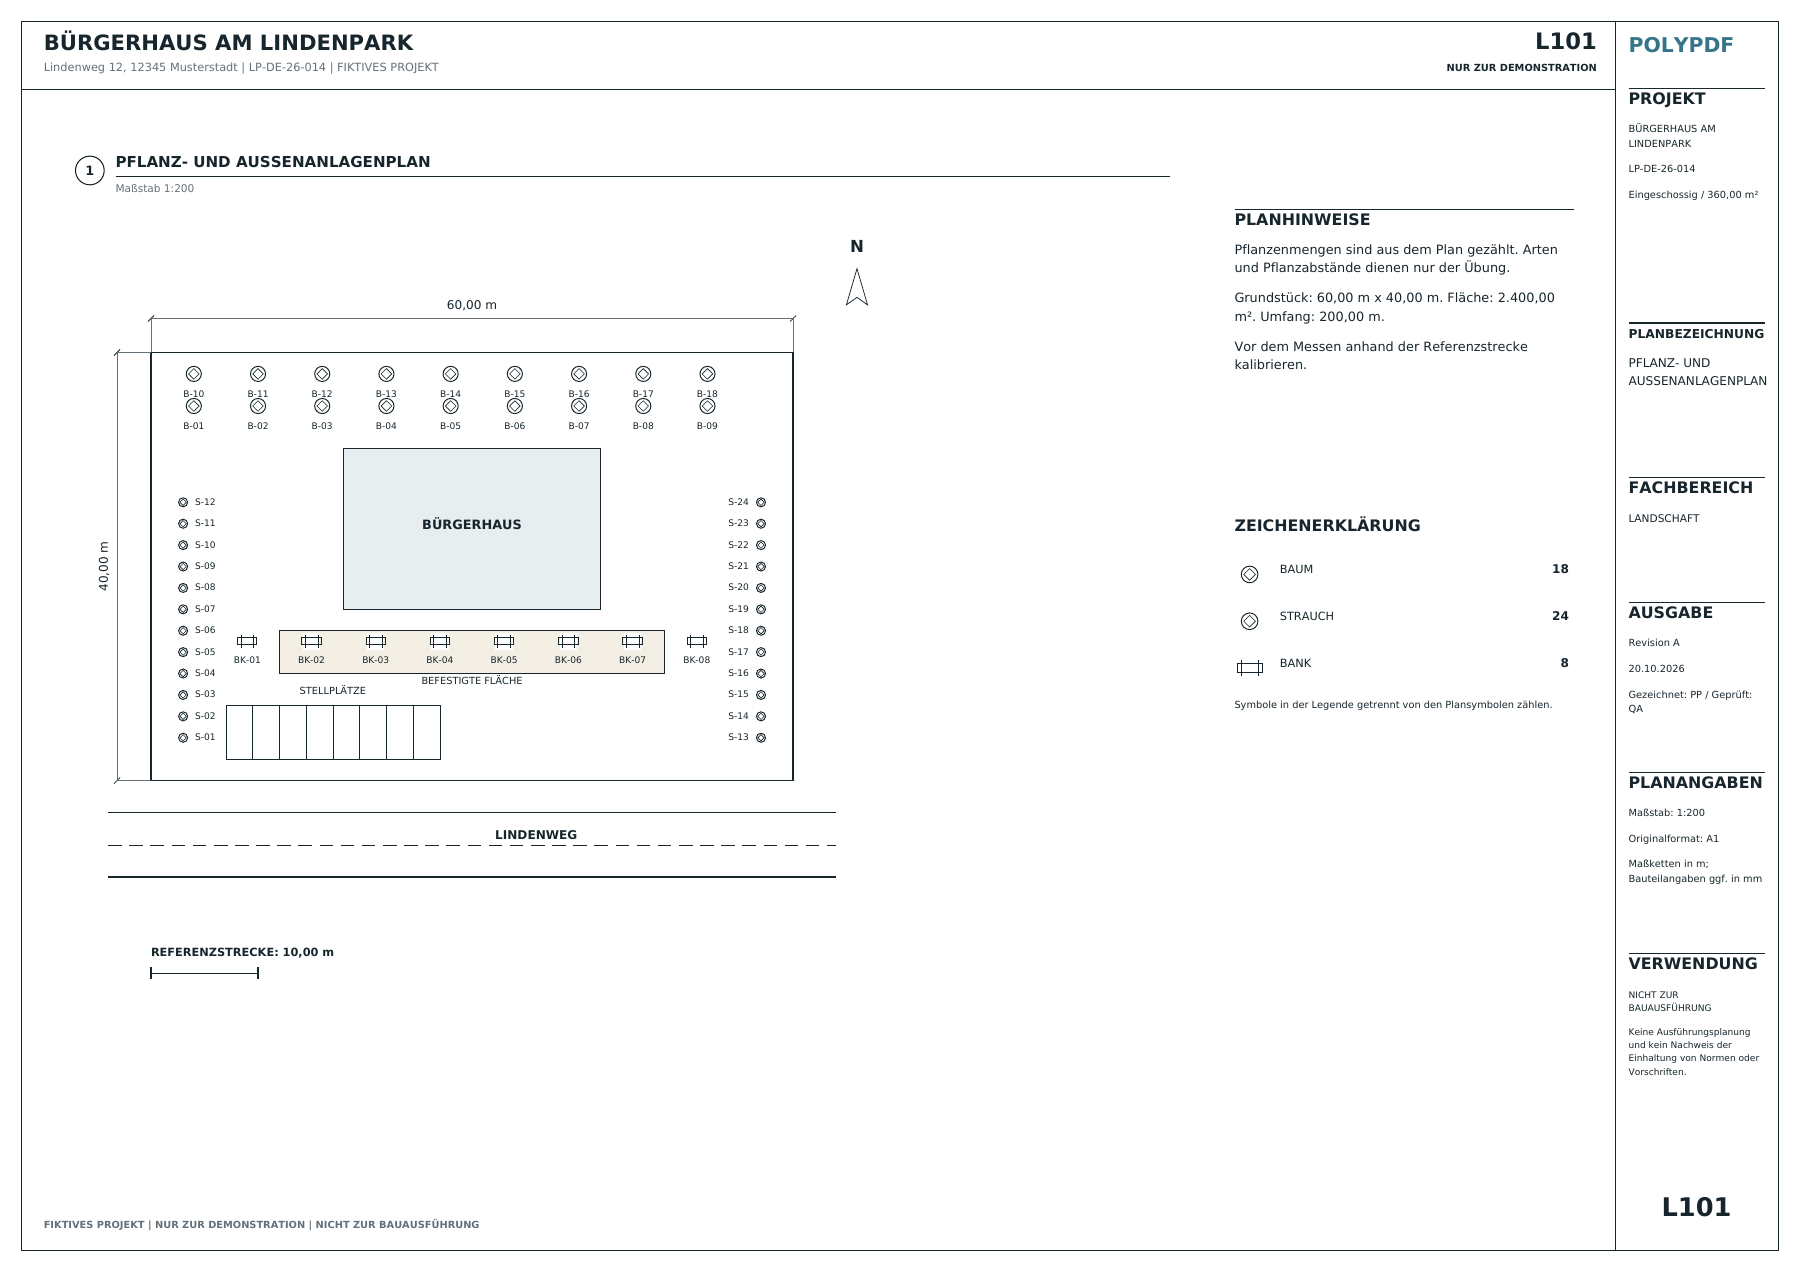 BÜRGERHAUS AM LINDENPARK
Lindenweg 12, 12345 Musterstadt | LP-DE-26-014 | FIKTIVES PROJEKT
L101
NUR ZUR DEMONSTRATION
1
PFLANZ- UND AUSSENANLAGENPLAN
Maßstab 1:200
N
60,00 m
40,00 m
B-10 B-11 B-12 B-13 B-14 B-15 B-16 B-17 B-18
B-01 B-02 B-03 B-04 B-05 B-06 B-07 B-08 B-09
BÜRGERHAUS
S-12 S-24
S-11 S-23
S-10 S-22
S-09 S-21
S-08 S-20
S-07 S-19
S-06 S-18
S-05 S-17
BK-01 BK-02 BK-03 BK-04 BK-05 BK-06 BK-07 BK-08
S-04 S-16
BEFESTIGTE FLÄCHE
STELLPLÄTZE
S-03 S-15
S-02 S-14
S-01 S-13
LINDENWEG
REFERENZSTRECKE: 10,00 m
PLANHINWEISE
Pflanzenmengen sind aus dem Plan gezählt. Arten
und Pflanzabstände dienen nur der Übung.
Grundstück: 60,00 m x 40,00 m. Fläche: 2.400,00
m². Umfang: 200,00 m.
Vor dem Messen anhand der Referenzstrecke
kalibrieren.
ZEICHENERKLÄRUNG
BAUM 18
STRAUCH 24
BANK 8
Symbole in der Legende getrennt von den Plansymbolen zählen.
POLYPDF
PROJEKT
BÜRGERHAUS AM
LINDENPARK
LP-DE-26-014
Eingeschossig / 360,00 m²
PLANBEZEICHNUNG
PFLANZ- UND
AUSSENANLAGENPLAN
FACHBEREICH
LANDSCHAFT
AUSGABE
Revision A
20.10.2026
Gezeichnet: PP / Geprüft:
QA
PLANANGABEN
Maßstab: 1:200
Originalformat: A1
Maßketten in m;
Bauteilangaben ggf. in mm
VERWENDUNG
NICHT ZUR
BAUAUSFÜHRUNG
Keine Ausführungsplanung
und kein Nachweis der
Einhaltung von Normen oder
Vorschriften.
L101
FIKTIVES PROJEKT | NUR ZUR DEMONSTRATION | NICHT ZUR BAUAUSFÜHRUNG